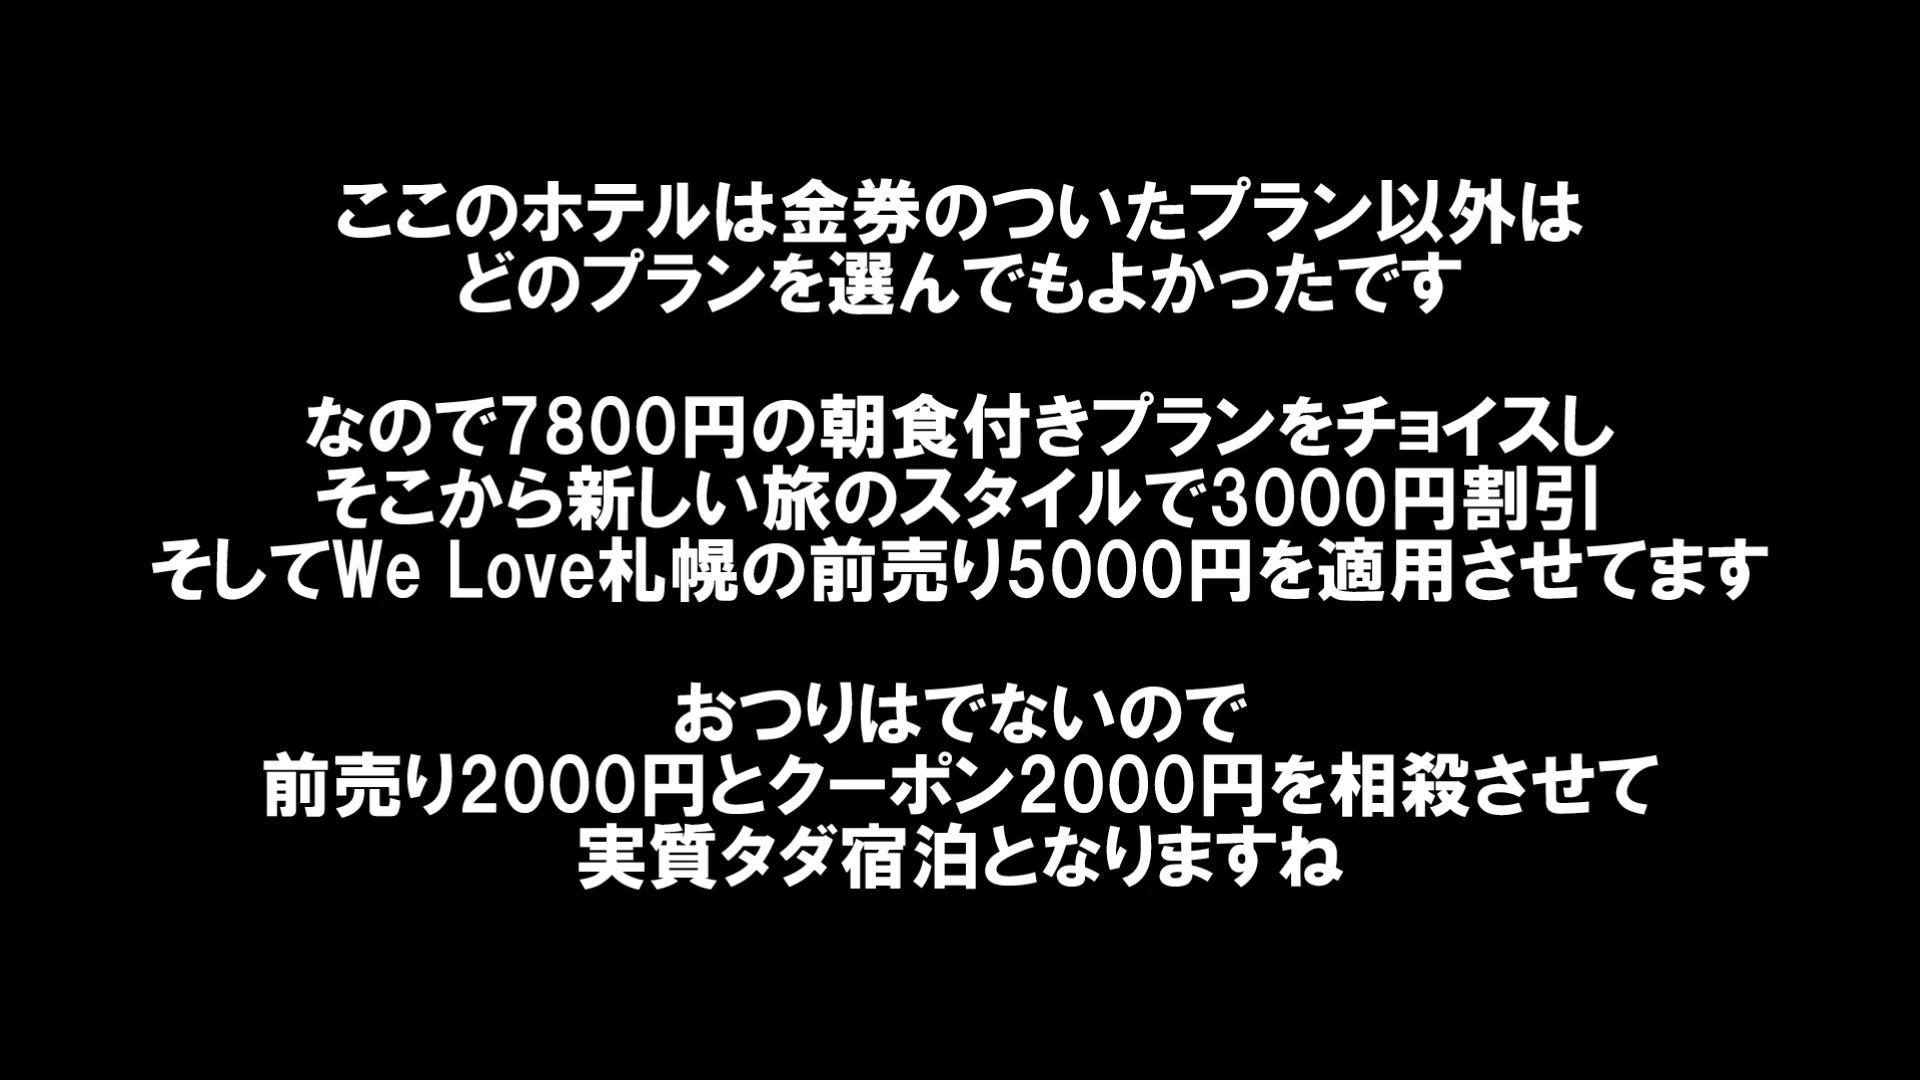 ここのホテルは金券のついたプラン以外は
どのプランを選んでもよかったです
なので7800円の朝食付きプランをチョイスし
そこから新しい旅のスタイルで3000円割引
そしてWe Love札幌の前売り5000円を適用させてます
おつりはでないので
前売り2000円とクーポン2000円を相殺させて
実質タダ宿泊となりますね